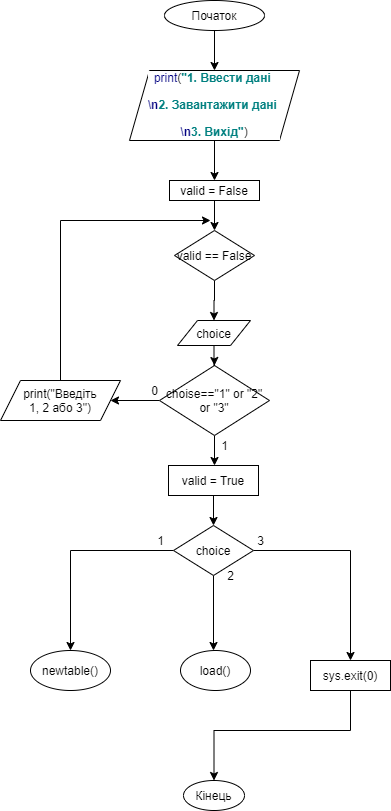 Початок
print("1. Ввести дані
\n2. Завантажити дані
\n3. Вихід")
valid = False
valid == False
choice
0
choise=="1" or "2"
or "3"
print("Введіть
1, 2 або 3")
1
valid = True
1
choice
3
2
newtable()
load()
sys.exit(0)
Кінець